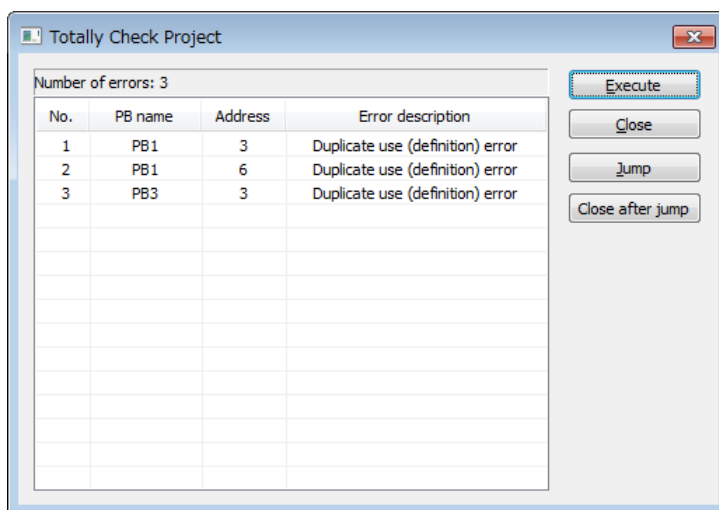 Totally Check Project
Number of errors: 3
Execute
No. PB name Address Error description
Close
1 PB1 3 Duplicate use (definition) error
2 PB1 6 Duplicate use (definition) error
Jump
3 PB3 3 Duplicate use (definition) error
Close after jump